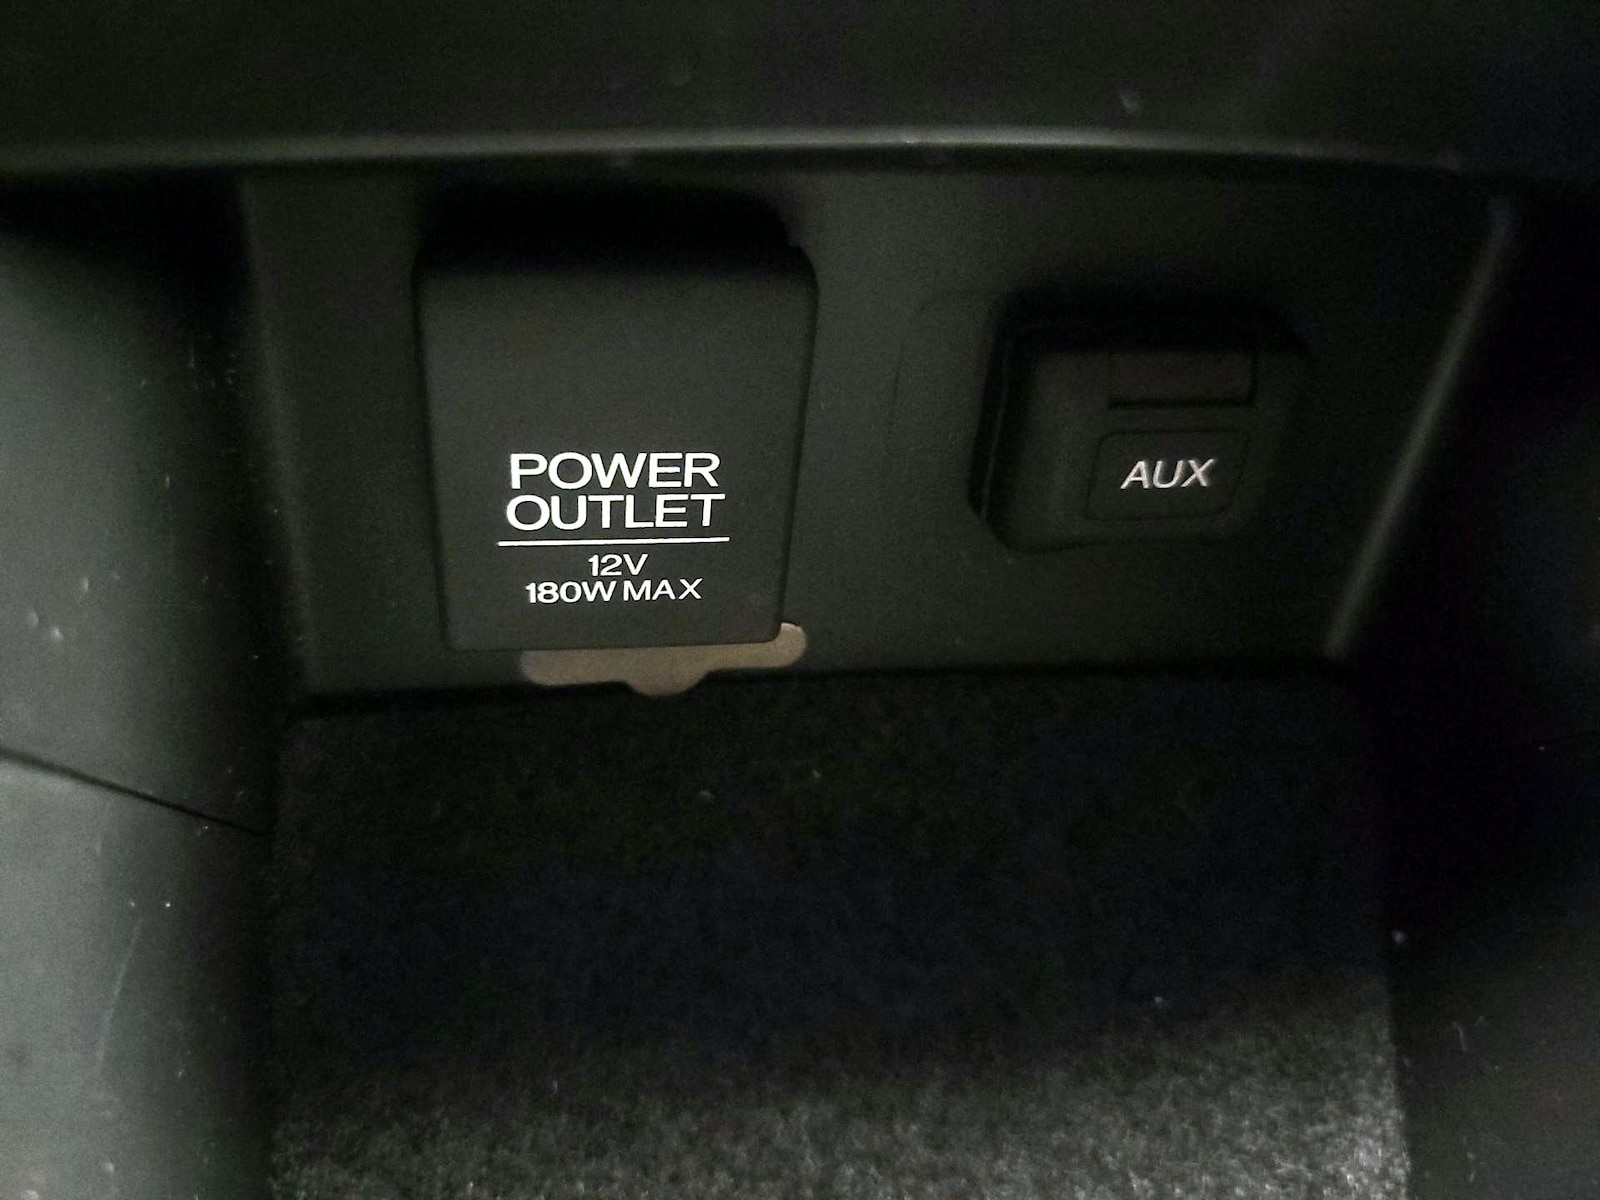 POWER
OUTLET
12V
180W MAX
AUX